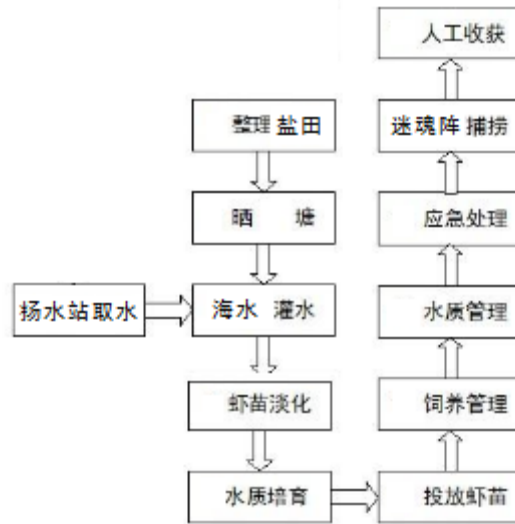 整理 盐田
晒 塘
扬水站取水
海水 灌水
虾苗淡化
水质培育
投放虾苗
饲养管理
水质管理
应急处理
迷魂阵 捕捞
人工收获